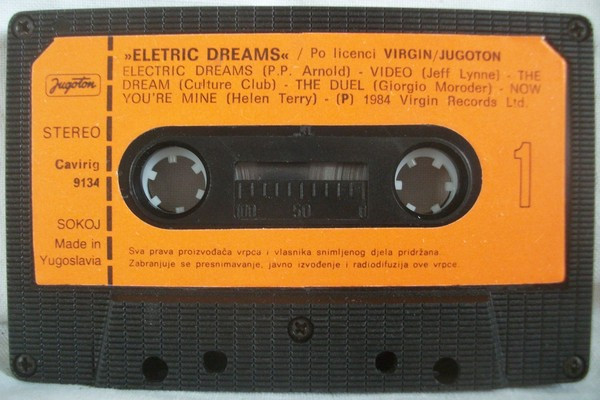 »ELETRIC DREAMS« / Po licenci VIRGIN/JUGOTON
ELECTRIC DREAMS (P.P. Arnold) - VIDEO (Jeff Lynne) - THE
DREAM (Culture Club) - THE DUEL (Giorgio Moroder) - NOW
YOU'RE MINE (Helen Terry) - (P) 1984 Virgin Records Ltd.
Jugoton
STEREO
Cavirig
9134
SOKOJ
Made in
Yugoslavia
100 50 0
1
Sva prava proizvođača vrpcu i vlasnika snimljenog djela pridržana.
Zabranjuje se presnimavanje, javno izvođenje i radiodifuzija ove vrpce.